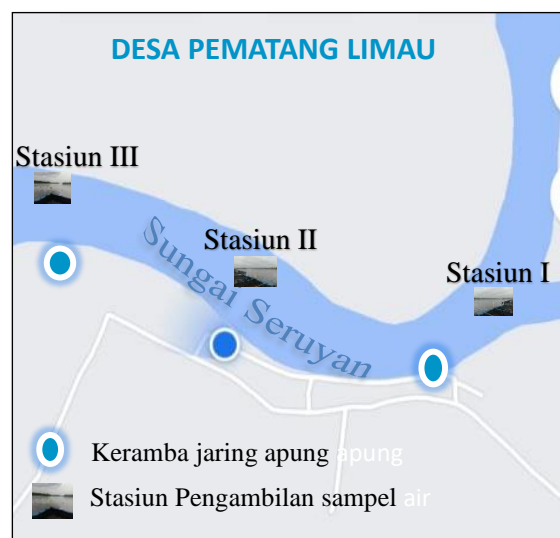 DESA PEMATANG LIMAU
Stasiun III
Stasiun II
Stasiun I
Sungai Seruyan
Keramba jaring apung apung
Stasiun Pengambilan sampel air